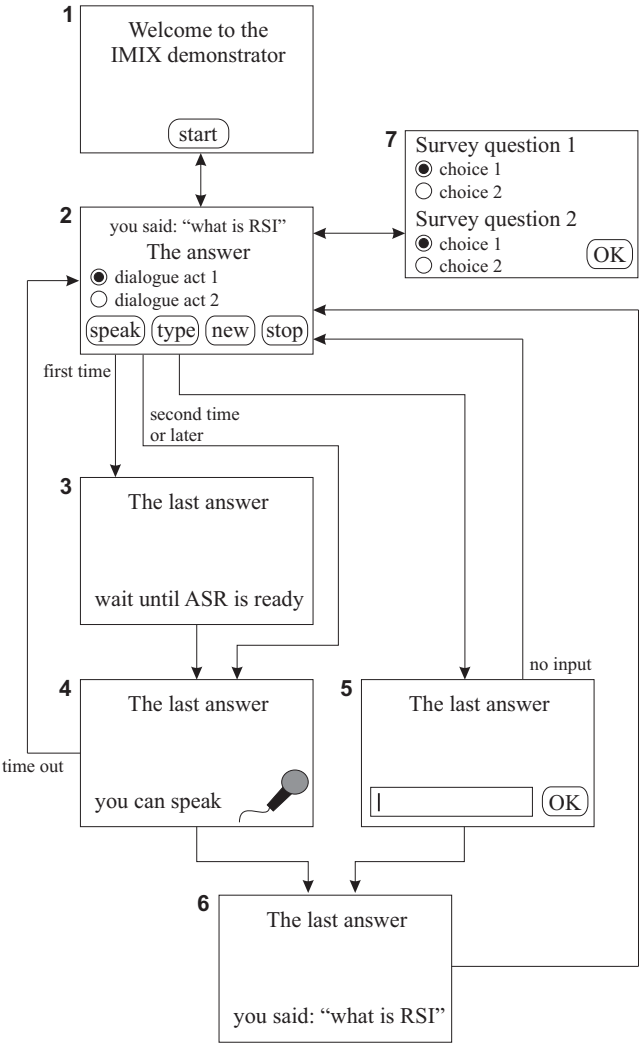 1
Welcome to the
IMIX demonstrator
start
7
Survey question 1
choice 1
choice 2
Survey question 2
choice 1
choice 2
OK
2
you said: “what is RSI”
The answer
dialogue act 1
dialogue act 2
speak type new stop
first time
second time
or later
3
The last answer
wait until ASR is ready
no input
4
The last answer
you can speak
time out
5
The last answer
OK
6
The last answer
you said: “what is RSI”